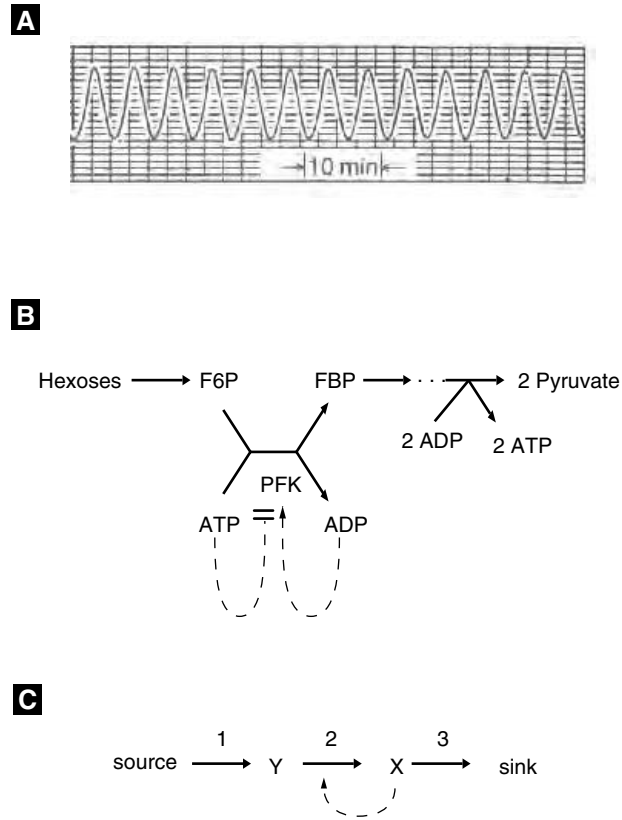 A
10 min
B
Hexoses F6P FBP · · · 2 Pyruvate
2 ADP 2 ATP
PFK
ATP ADP
C
1 2 3
source Y X sink